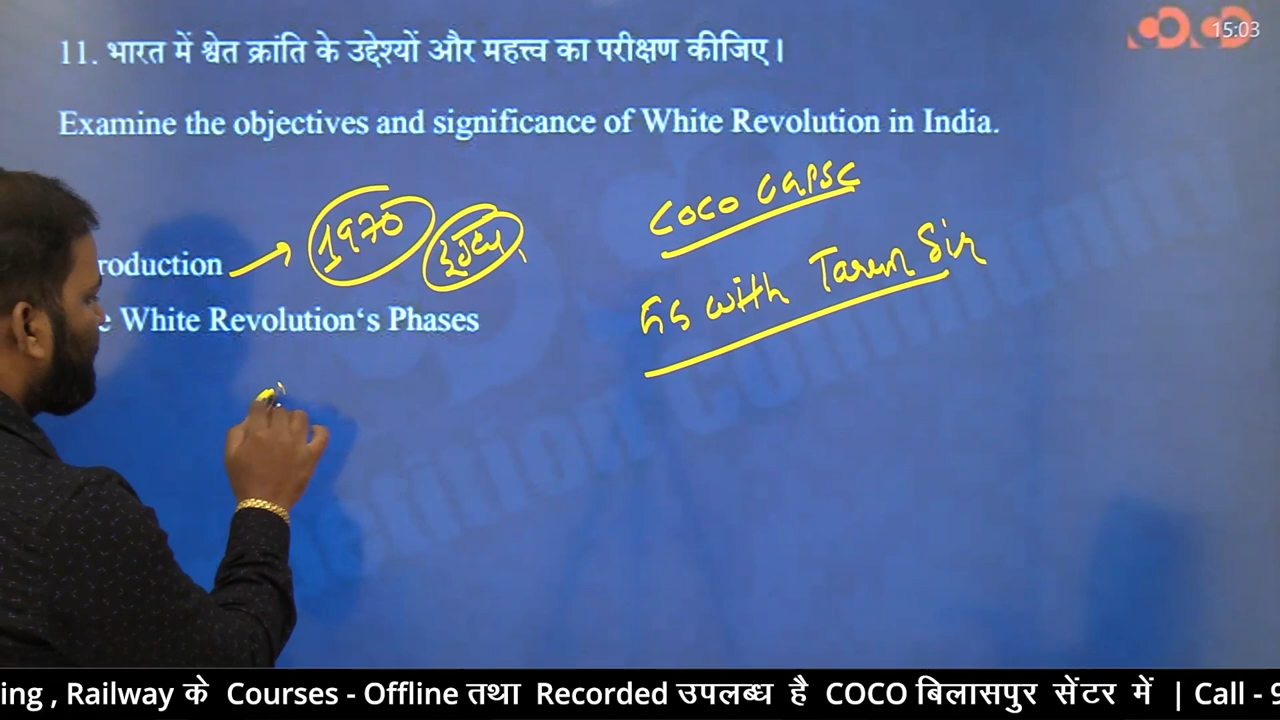 15:03
11. भारत में श्वेत क्रांति के उद्देश्यों और महत्त्व का परीक्षण कीजिए।
Examine the objectives and significance of White Revolution in India.
COCO CGPSC
roduction → 1970
GS with Tarun Sir
e White Revolution‘s Phases
ing , Railway के Courses - Offline तथा Recorded उपलब्ध है COCO बिलासपुर सेंटर में | Call - 9